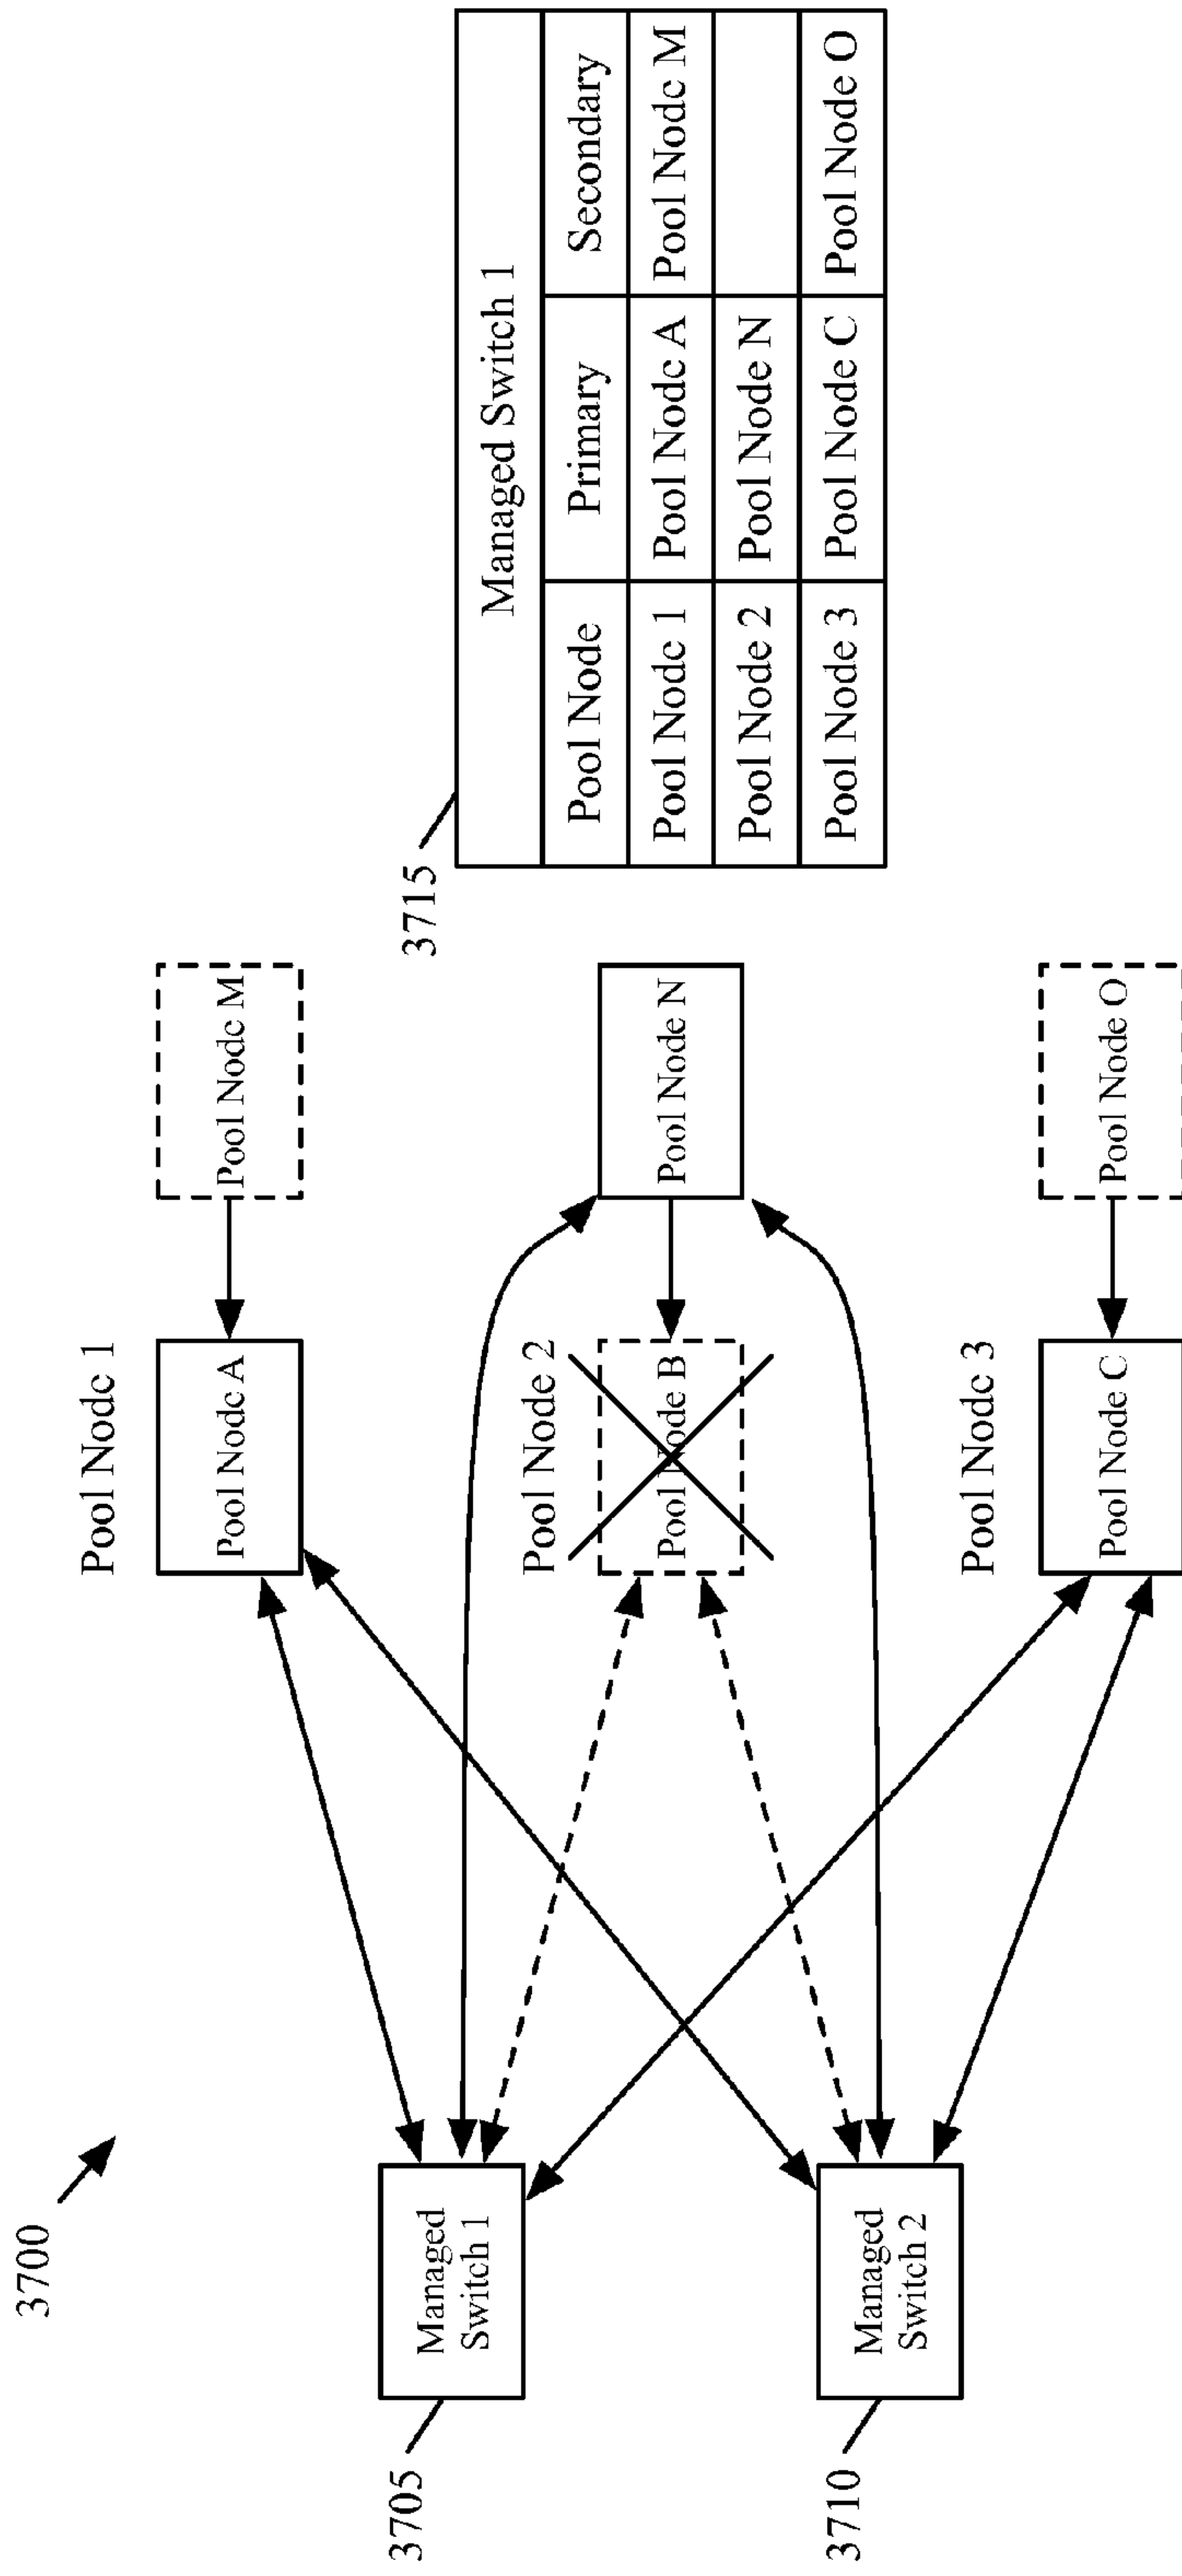 3700
3705
Managed
Switch 1
3710
Managed
Switch 2
Pool Node 1
Pool Node A
Pool Node M
Pool Node 2
Pool Node B
Pool Node N
Pool Node 3
Pool Node C
Pool Node O
3715
Managed Switch 1
Pool Node Primary Secondary
Pool Node 1 Pool Node A Pool Node M
Pool Node 2 Pool Node N
Pool Node 3 Pool Node C Pool Node O